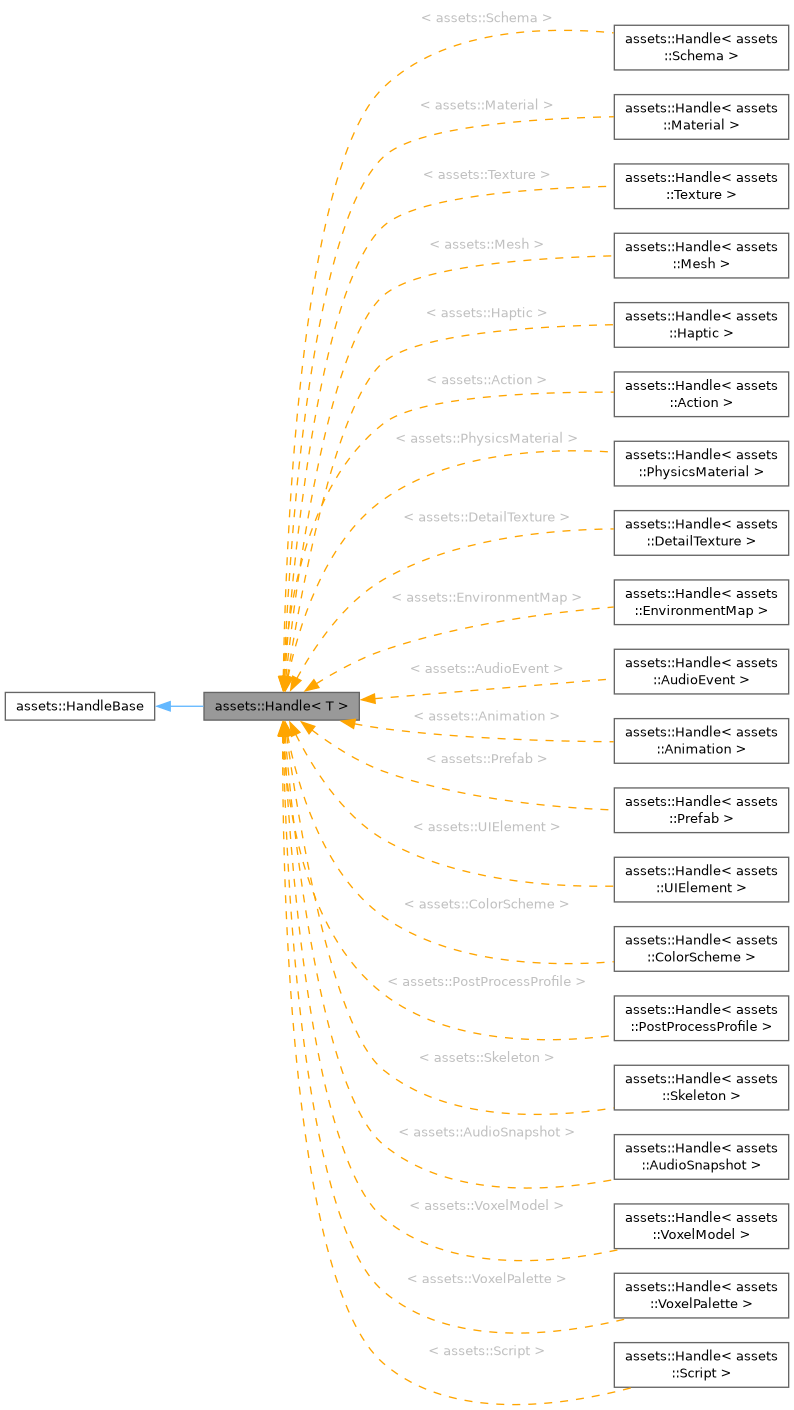 < assets::Schema >
assets::Handle< assets
::Schema >
< assets::Material >
assets::Handle< assets
::Material >
< assets::Texture >
assets::Handle< assets
::Texture >
< assets::Mesh >
assets::Handle< assets
::Mesh >
< assets::Haptic >
assets::Handle< assets
::Haptic >
< assets::Action >
assets::Handle< assets
::Action >
< assets::PhysicsMaterial >
assets::Handle< assets
::PhysicsMaterial >
< assets::DetailTexture >
assets::Handle< assets
::DetailTexture >
< assets::EnvironmentMap >
assets::Handle< assets
::EnvironmentMap >
< assets::AudioEvent >
assets::Handle< assets
::AudioEvent >
assets::HandleBase
assets::Handle< T >
< assets::Animation >
assets::Handle< assets
::Animation >
< assets::Prefab >
assets::Handle< assets
::Prefab >
< assets::UIElement >
assets::Handle< assets
::UIElement >
< assets::ColorScheme >
assets::Handle< assets
::ColorScheme >
< assets::PostProcessProfile >
assets::Handle< assets
::PostProcessProfile >
< assets::Skeleton >
assets::Handle< assets
::Skeleton >
< assets::AudioSnapshot >
assets::Handle< assets
::AudioSnapshot >
< assets::VoxelModel >
assets::Handle< assets
::VoxelModel >
< assets::VoxelPalette >
assets::Handle< assets
::VoxelPalette >
< assets::Script >
assets::Handle< assets
::Script >